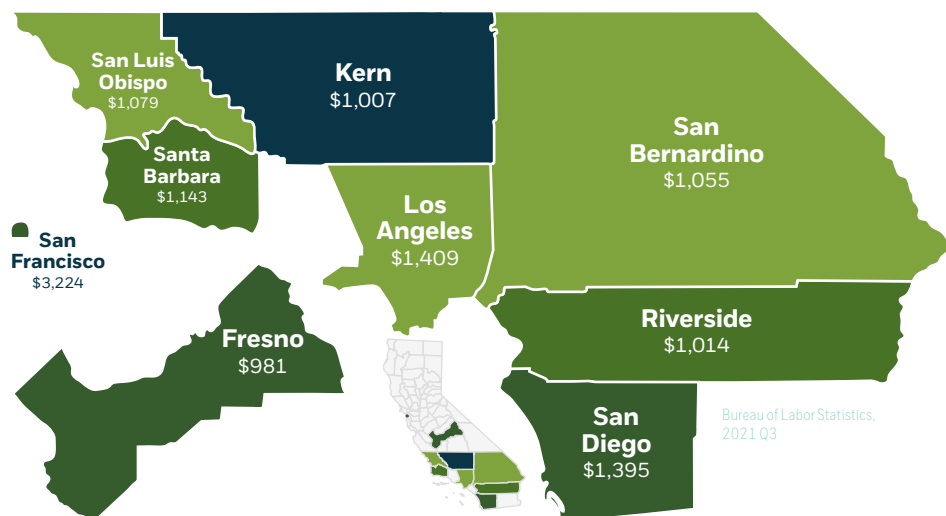 San Luis
Obispo
$1,079
Kern
$1,007
San
Bernardino
$1,055
Santa
Barbara
$1,143
Los
Angeles
$1,409
San
Francisco
$3,224
Fresno
$981
Riverside
$1,014
San
Diego
$1,395
Bureau of Labor Statistics,
2021 Q3